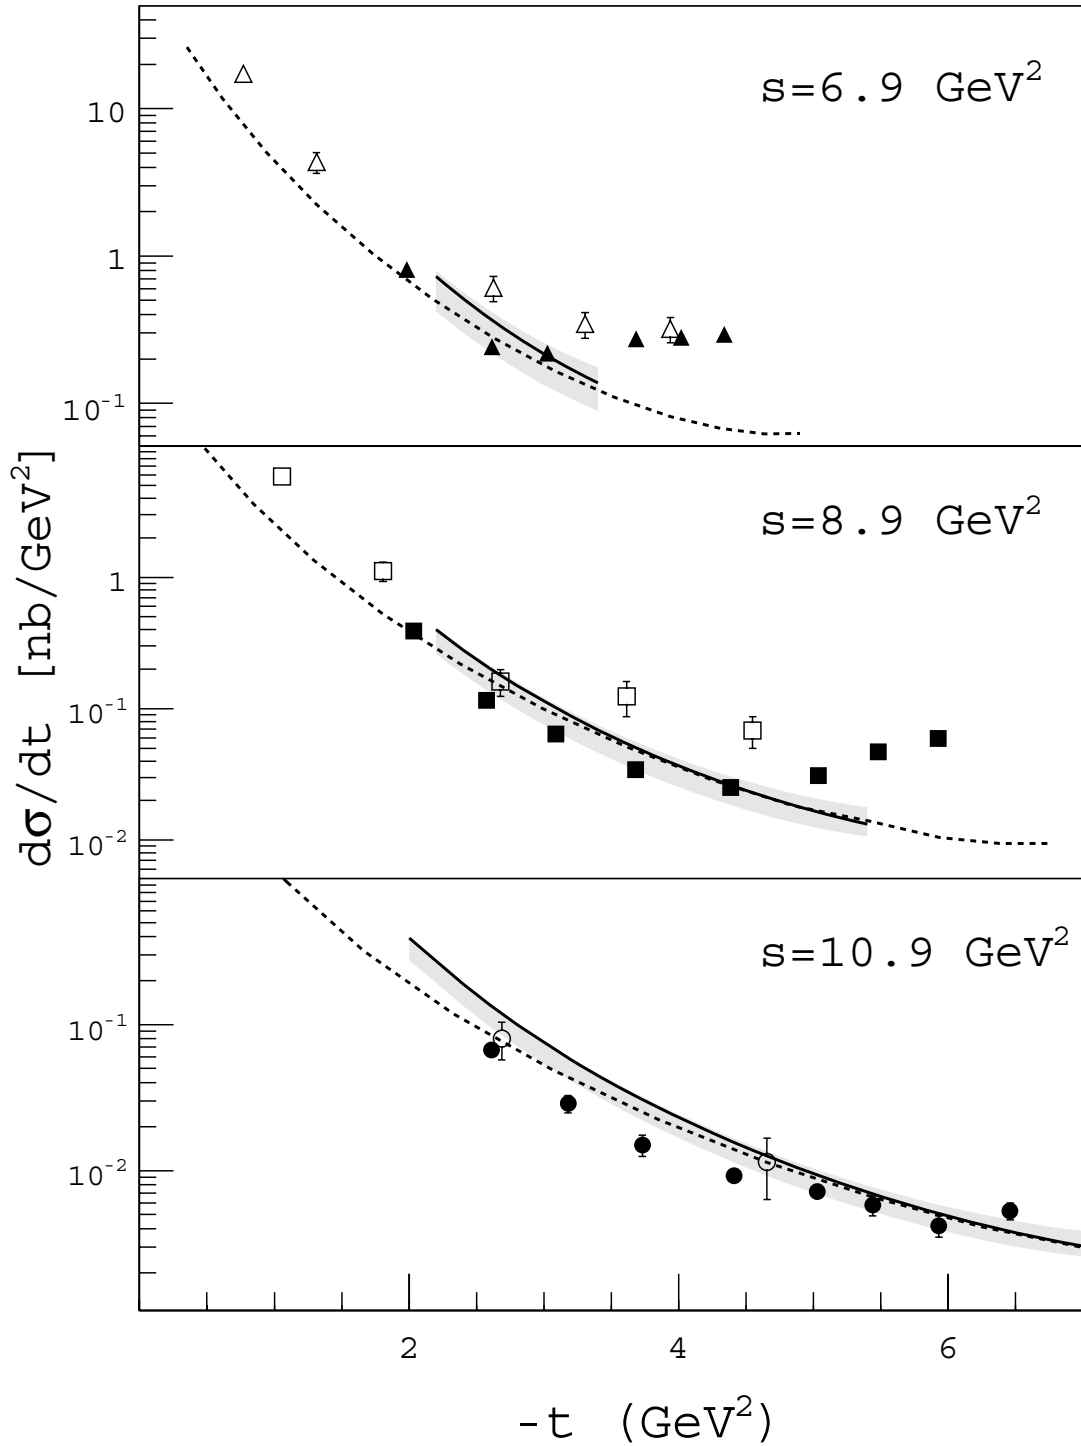 s=6.9 GeV²
10
1
10⁻¹
s=8.9 GeV²
1
10⁻¹
10⁻²
s=10.9 GeV²
10⁻¹
10⁻²
dσ/dt [nb/GeV²]
2 4 6
-t (GeV²)